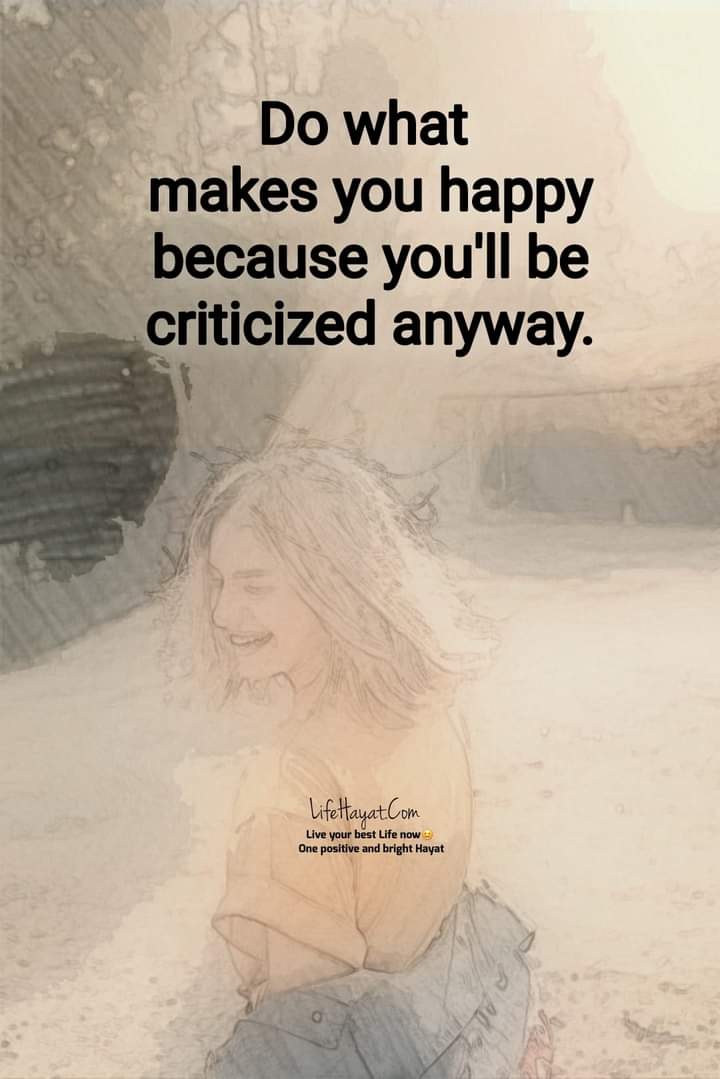 Do what
makes you happy
because you'll be
criticized anyway.
LifeHayat.Com
Live your best Life now😉
One positive and bright Hayat